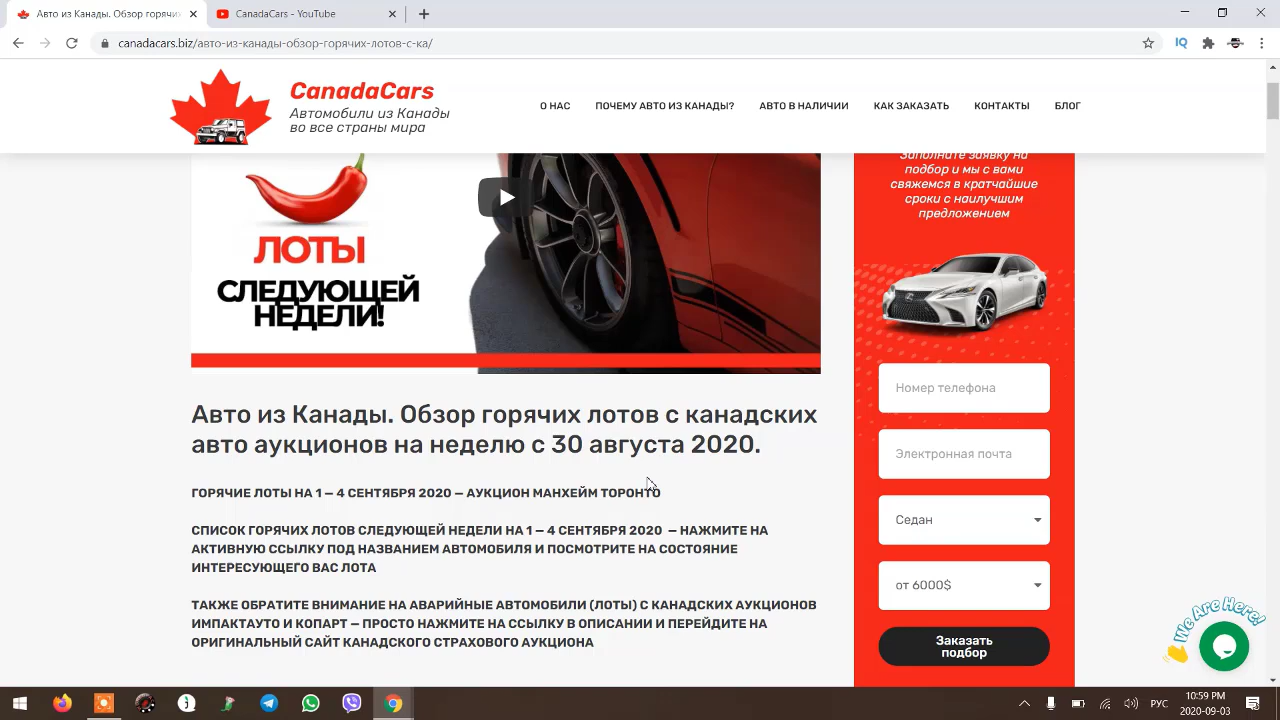 Авто из Канады. Обзор горячи
CanadaCars - YouTube
canadacars.biz/авто-из-канады-обзор-горячих-лотов-с-ка/
IQ
CanadaCars
Автомобили из Канады
во все страны мира
О НАС
ПОЧЕМУ АВТО ИЗ КАНАДЫ?
АВТО В НАЛИЧИИ
КАК ЗАКАЗАТЬ
КОНТАКТЫ
БЛОГ
ЛОТЫ
СЛЕДУЮЩЕЙ
НЕДЕЛИ!
Заполните заявку на
подбор и мы с вами
свяжемся в кратчайшие
сроки с наилучшим
предложением
Номер телефона
Электронная почта
Седан
от 6000$
Заказать
подбор
Авто из Канады. Обзор горячих лотов с канадских
авто аукционов на неделю с 30 августа 2020.
ГОРЯЧИЕ ЛОТЫ НА 1 – 4 СЕНТЯБРЯ 2020 – АУКЦИОН МАНХЕЙМ ТОРОНТО
СПИСОК ГОРЯЧИХ ЛОТОВ СЛЕДУЮЩЕЙ НЕДЕЛИ НА 1 – 4 СЕНТЯБРЯ 2020 – НАЖМИТЕ НА
АКТИВНУЮ ССЫЛКУ ПОД НАЗВАНИЕМ АВТОМОБИЛЯ И ПОСМОТРИТЕ НА СОСТОЯНИЕ
ИНТЕРЕСУЮЩЕГО ВАС ЛОТА
ТАКЖЕ ОБРАТИТЕ ВНИМАНИЕ НА АВАРИЙНЫЕ АВТОМОБИЛИ (ЛОТЫ) С КАНАДСКИХ АУКЦИОНОВ
ИМПАКТАУТО И КОПАРТ – ПРОСТО НАЖМИТЕ НА ССЫЛКУ В ОПИСАНИИ И ПЕРЕЙДИТЕ НА
ОРИГИНАЛЬНЫЙ САЙТ КАНАДСКОГО СТРАХОВОГО АУКЦИОНА
We Are Here!
РУС
10:59 PM
2020-09-03